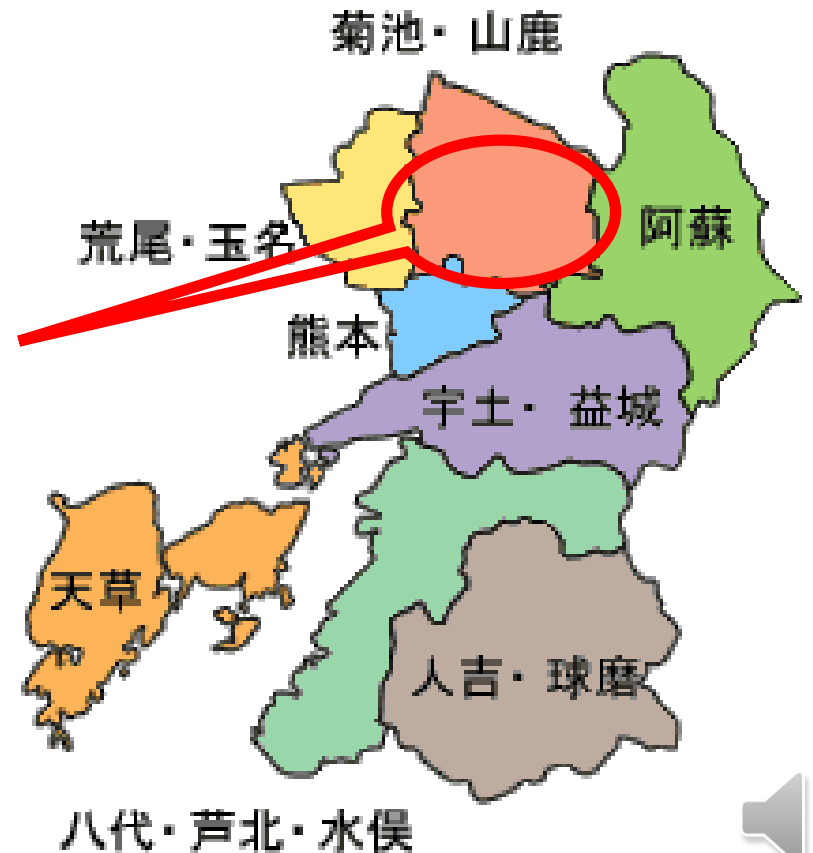 菊池・山鹿
阿蘇
荒尾・玉名
熊本
宇土・ 益城
天草
人吉・ 球磨
八代・芦北・水俣